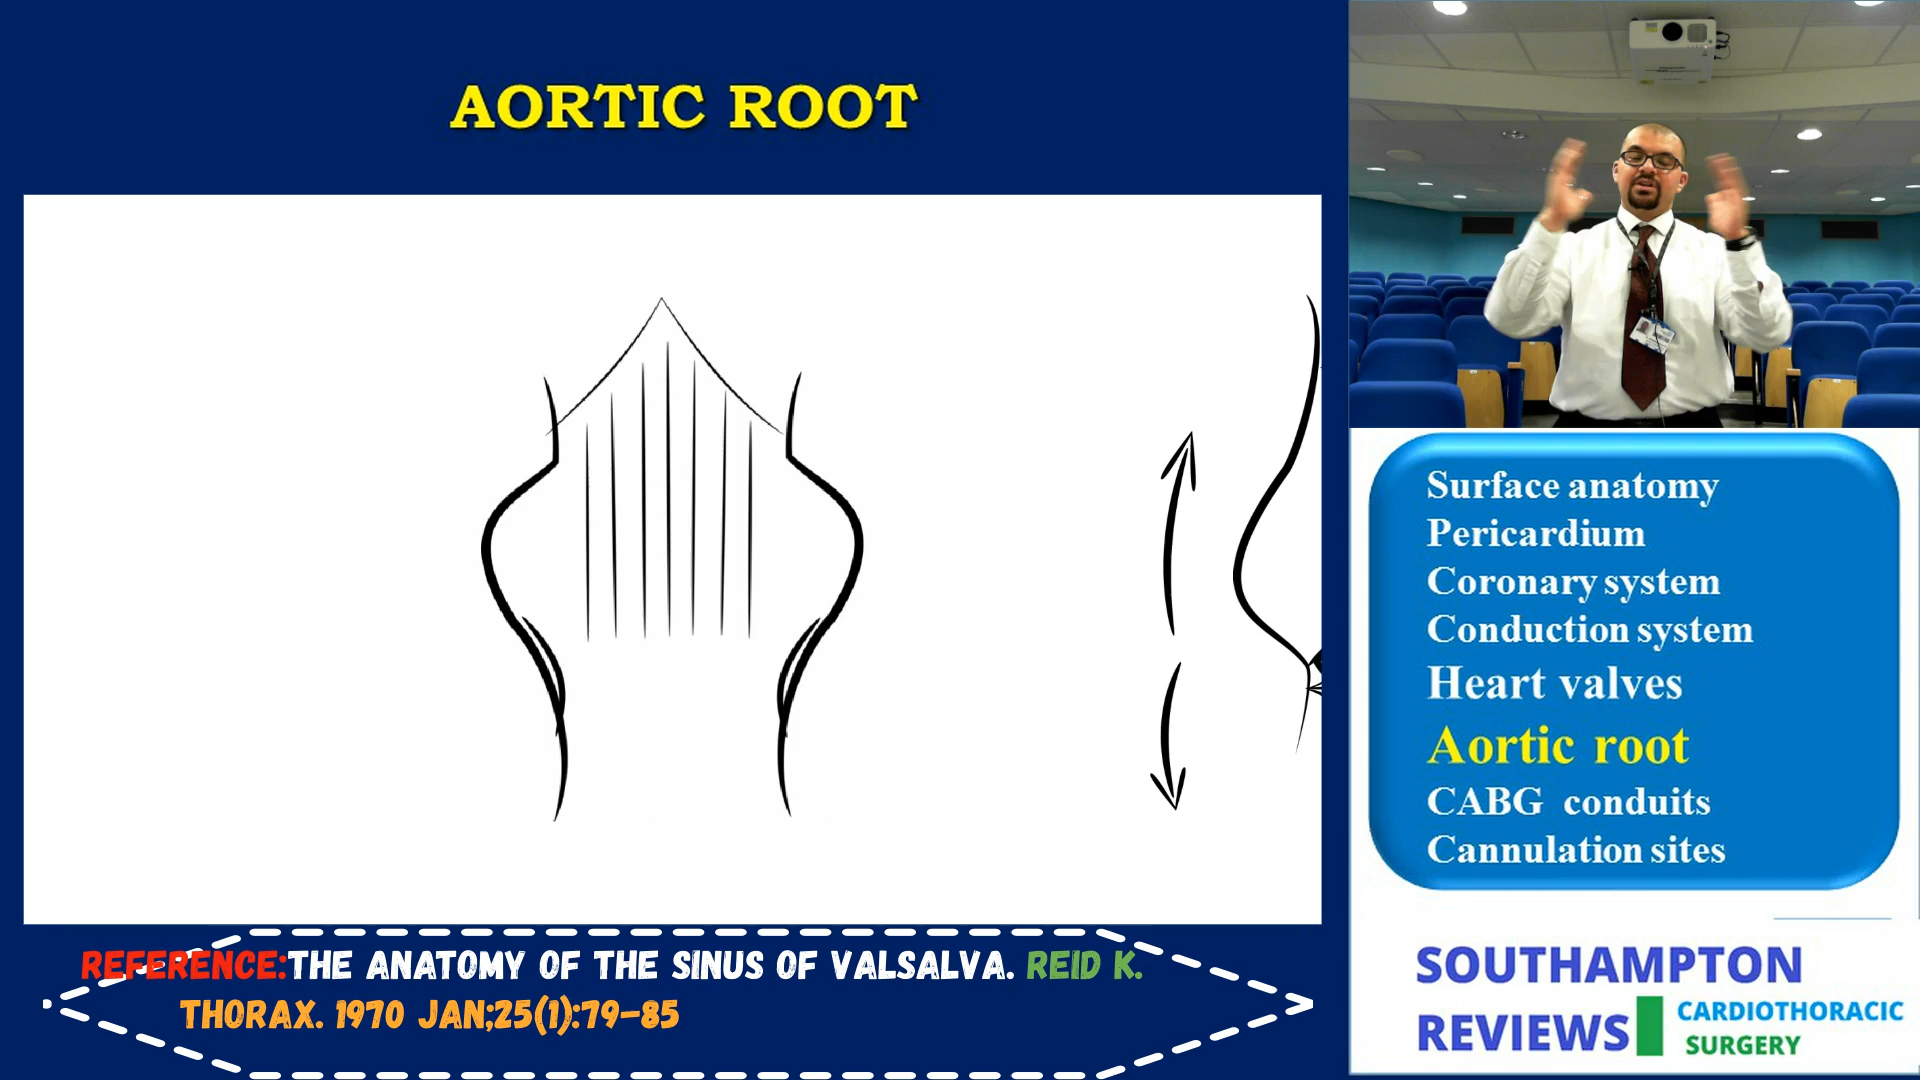 AORTIC ROOT
REFERENCE:THE ANATOMY OF THE SINUS OF VALSALVA. REID K.
THORAX. 1970 JAN;25(1):79-85
Surface anatomy
Pericardium
Coronary system
Conduction system
Heart valves
Aortic root
CABG conduits
Cannulation sites
SOUTHAMPTON
REVIEWS
CARDIOTHORACIC
SURGERY